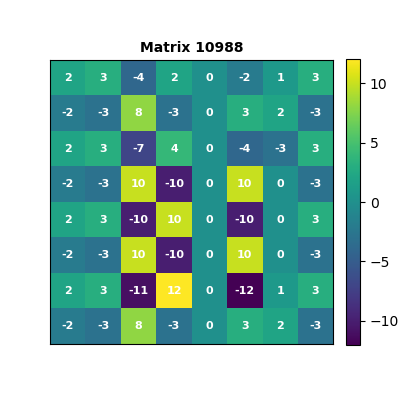 Matrix 10988
2 3 -4 2 0 -2 1 3
-2 -3 8 -3 0 3 2 -3
2 3 -7 4 0 -4 -3 3
-2 -3 10 -10 0 10 0 -3
2 3 -10 10 0 -10 0 3
-2 -3 10 -10 0 10 0 -3
2 3 -11 12 0 -12 1 3
-2 -3 8 -3 0 3 2 -3
10
5
0
−5
−10